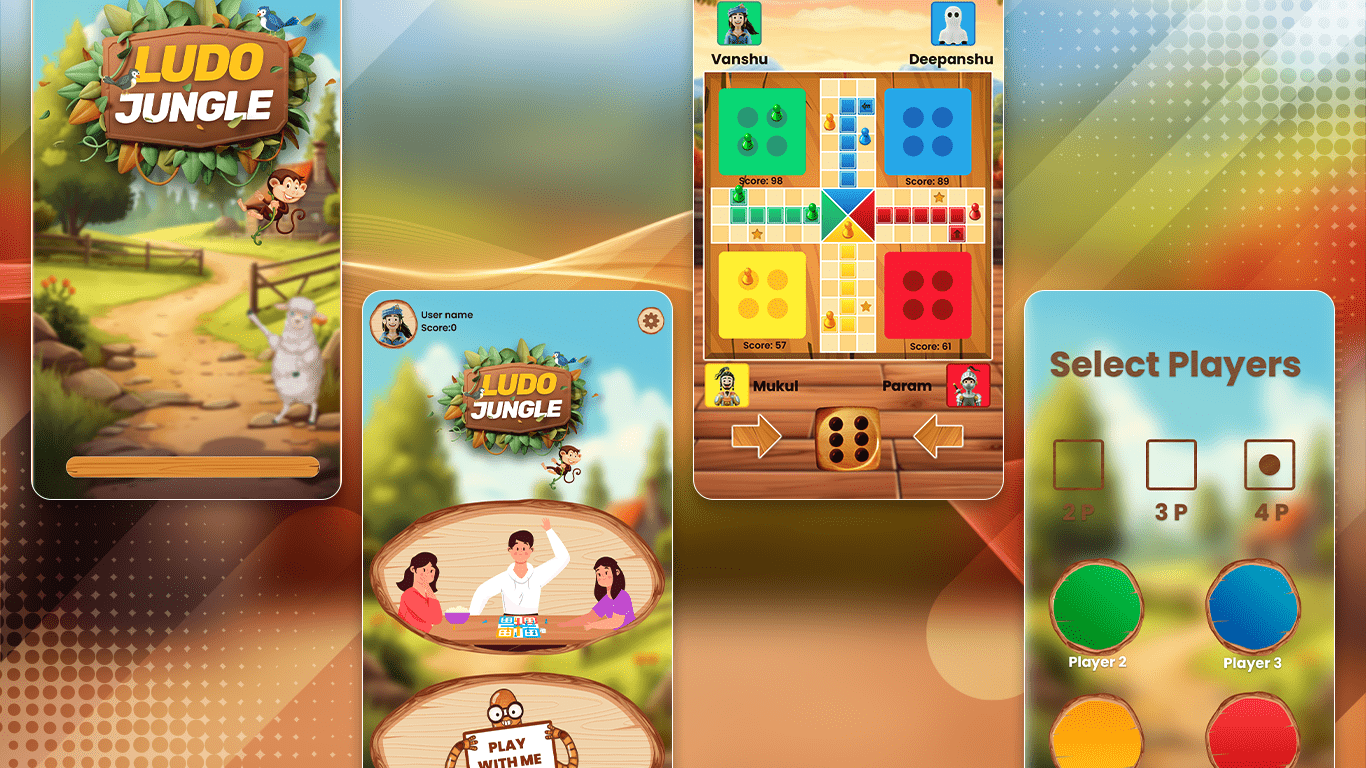 LUDO
JUNGLE
User name
Score:0
LUDO
JUNGLE
PLAY
WITH ME
Vanshu
Deepanshu
Score: 98
Score: 89
Score: 57
Score: 61
Mukul
Param
Select Players
2 P
3 P
4 P
Player 2
Player 3